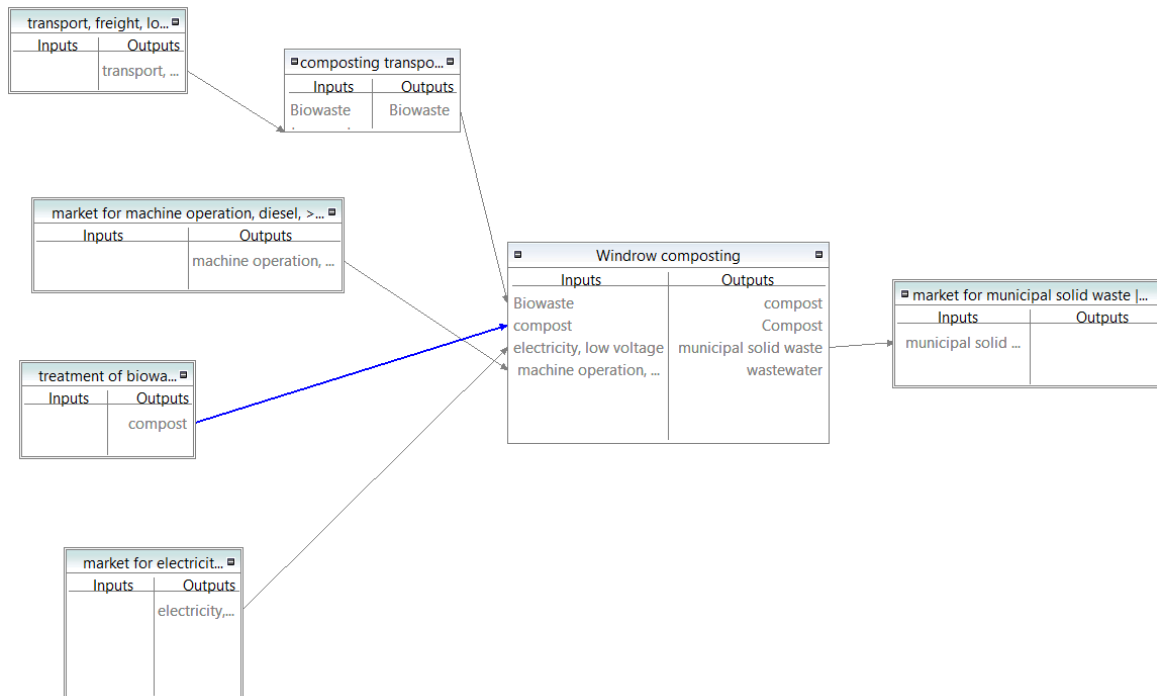 transport, freight, lo...
Inputs Outputs
transport, ...
composting transpo...
Inputs Outputs
Biowaste Biowaste
market for machine operation, diesel, >...
Inputs Outputs
machine operation, ...
Windrow composting
Inputs Outputs
Biowaste compost
compost Compost
electricity, low voltage municipal solid waste
machine operation, ... wastewater
market for municipal solid waste |...
Inputs Outputs
municipal solid ...
treatment of biowa...
Inputs Outputs
compost
market for electricit...
Inputs Outputs
electricity,...